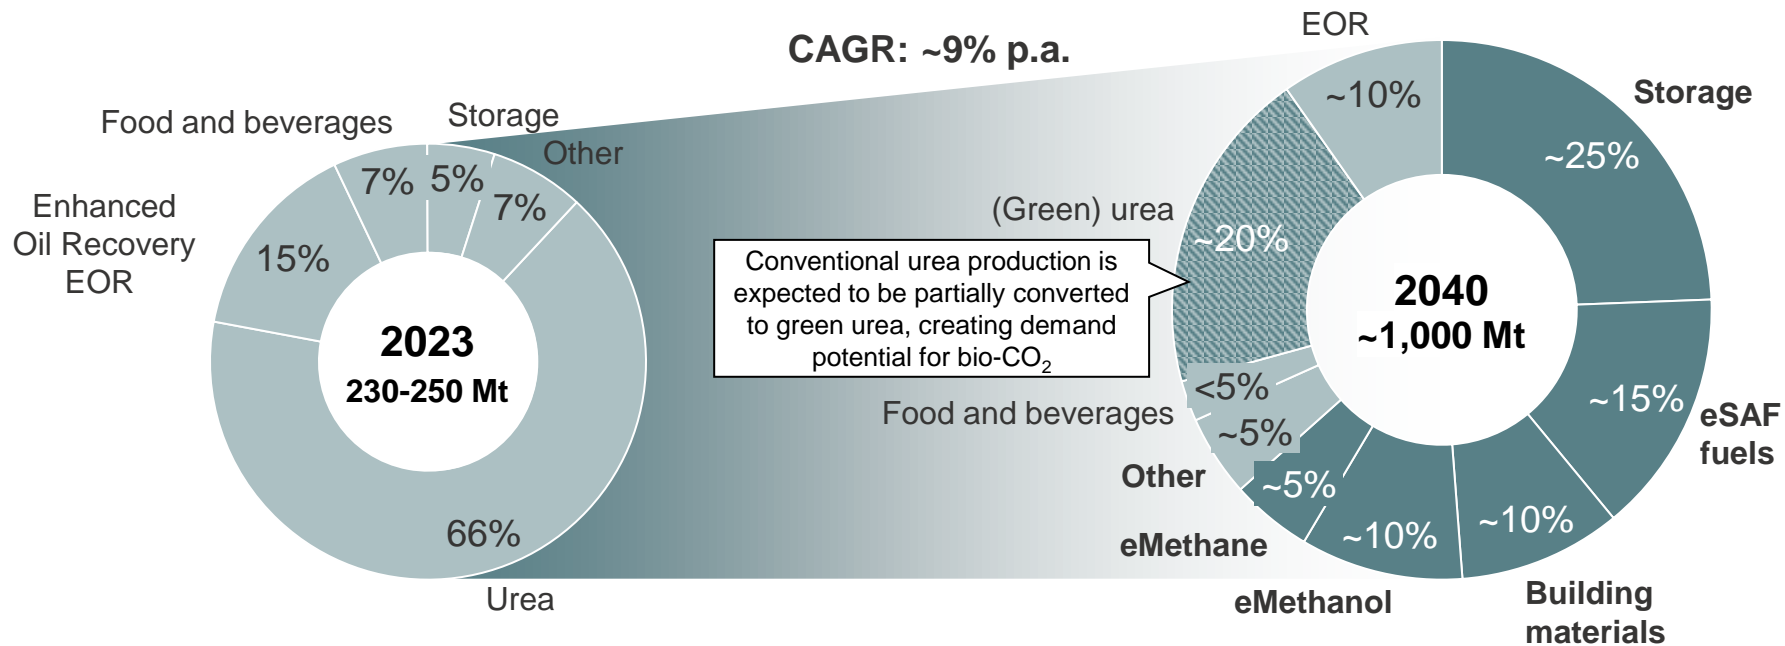 CAGR: ~9% p.a.
Food and beverages
Storage
Other
Enhanced
Oil Recovery
EOR
7%
5%
7%
15%
66%
2023
230-250 Mt
Urea
EOR
~10%
Storage
~25%
(Green) urea
~20%
Conventional urea production is
expected to be partially converted
to green urea, creating demand
potential for bio-CO₂
2040
~1,000 Mt
<5%
Food and beverages
~5%
Other
~5%
eMethane
~10%
eMethanol
~10%
Building
materials
~15%
eSAF
fuels